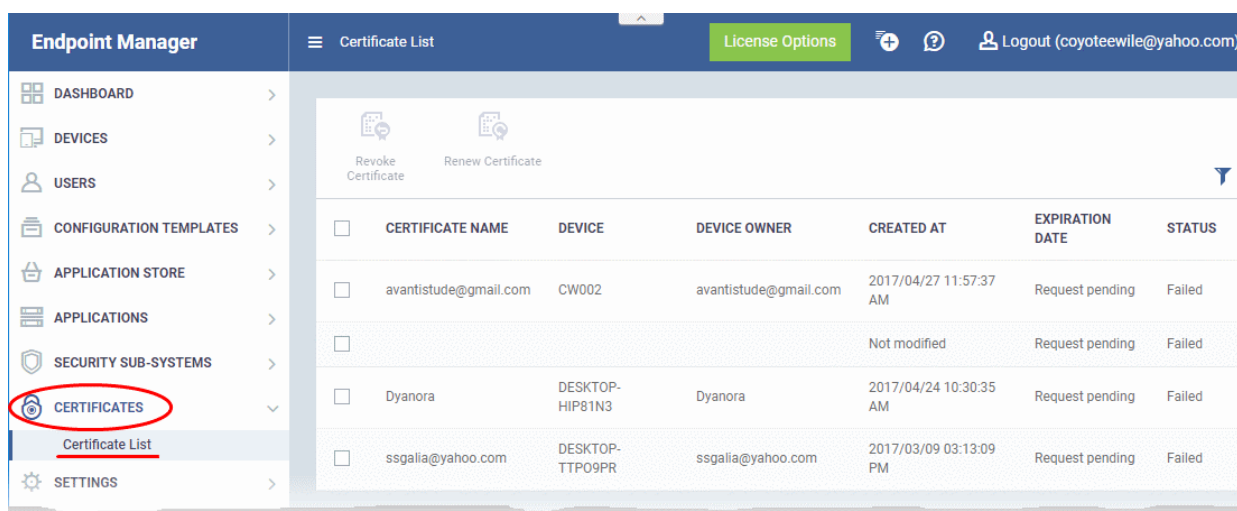 Endpoint Manager
Certificate List
License Options
Logout (coyoteewile@yahoo.com)
DASHBOARD
DEVICES
USERS
CONFIGURATION TEMPLATES
APPLICATION STORE
APPLICATIONS
SECURITY SUB-SYSTEMS
CERTIFICATES
Certificate List
SETTINGS
Revoke
Certificate
Renew Certificate
CERTIFICATE NAME DEVICE DEVICE OWNER CREATED AT EXPIRATION DATE STATUS
avantistude@gmail.com CW002 avantistude@gmail.com 2017/04/27 11:57:37 AM Request pending Failed
Not modified Request pending Failed
Dyanora DESKTOP-HIP81N3 Dyanora 2017/04/24 10:30:35 AM Request pending Failed
ssgalia@yahoo.com DESKTOP-TTPO9PR ssgalia@yahoo.com 2017/03/09 03:13:09 PM Request pending Failed